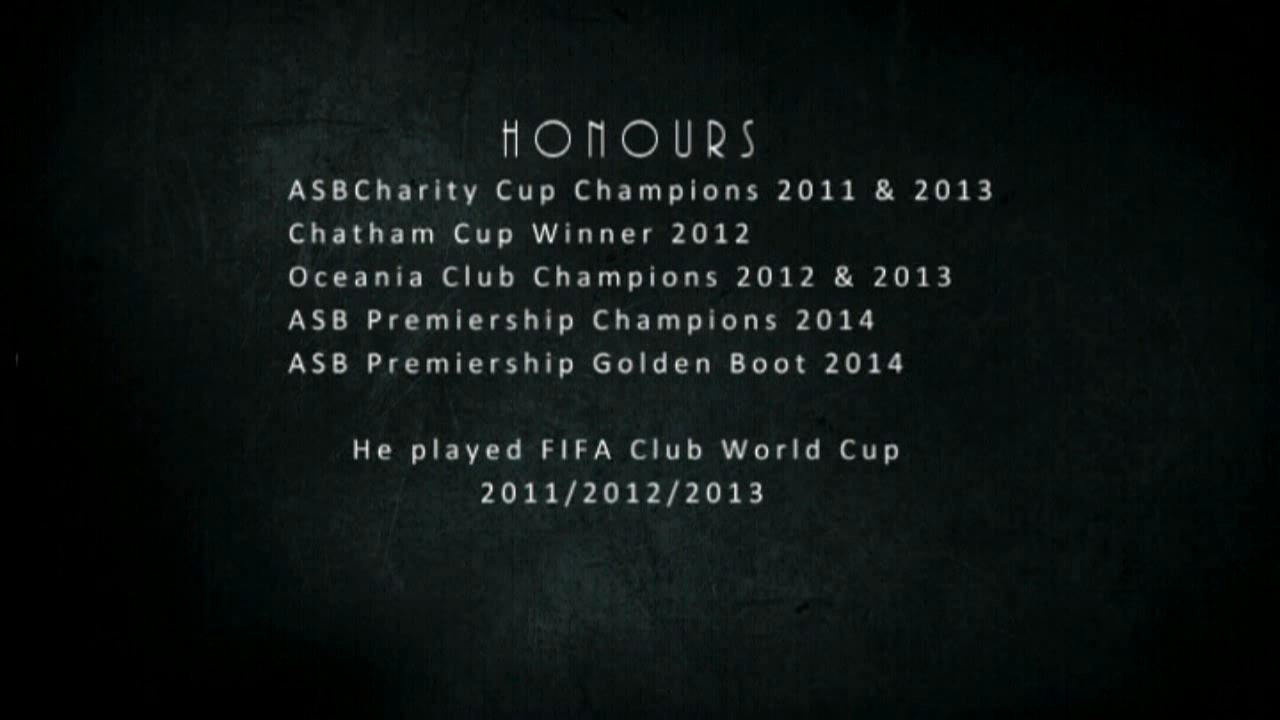 HONOURS
ASBCharity Cup Champions 2011 & 2013
Chatham Cup Winner 2012
Oceania Club Champions 2012 & 2013
ASB Premiership Champions 2014
ASB Premiership Golden Boot 2014
He played FIFA Club World Cup
2011/2012/2013